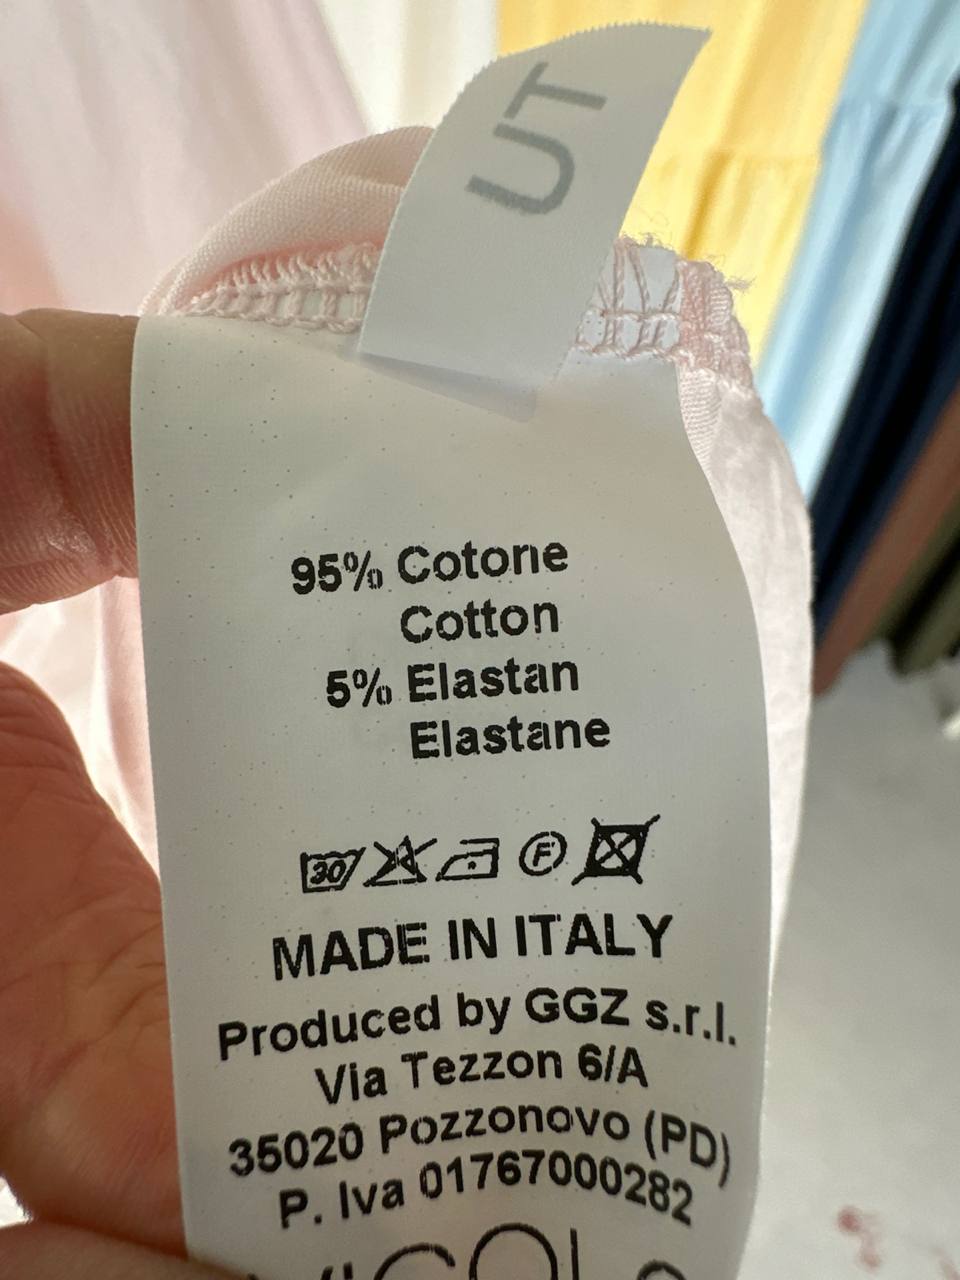 UT
95% Cotone
Cotton
5% Elastan
Elastane
30 F
MADE IN ITALY
Produced by GGZ s.r.l.
Via Tezzon 6/A
35020 Pozzonovo (PD)
P. Iva 01767000282